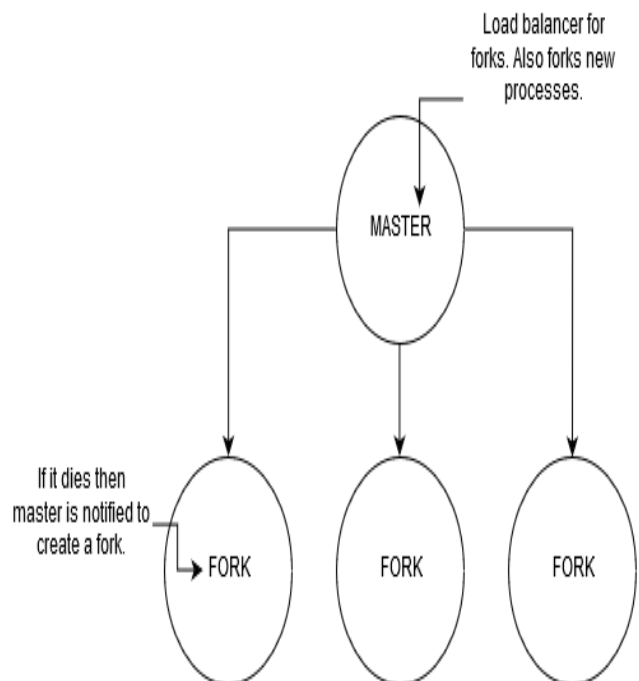 Load balancer for
forks. Also forks new
processes.
MASTER
If it dies then
master is notified to
create a fork.
FORK
FORK
FORK